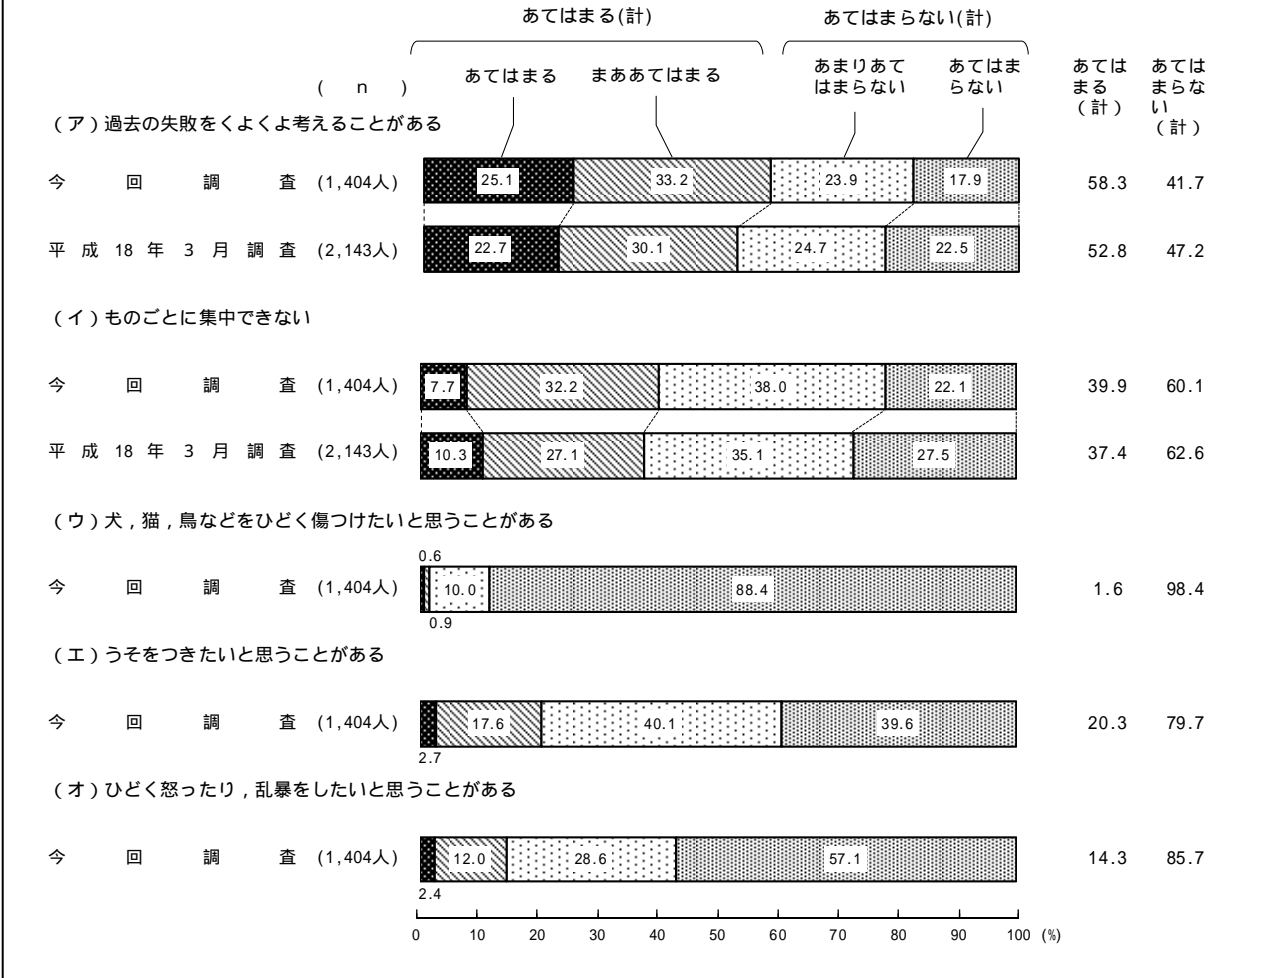 あてはまる(計) あてはまらない(計)
あてはまる まああてはまる あまりあて あてはま あては あては
はまらない らない まる まらな
( n ) (計) い
(計)
(ア)過去の失敗をくよくよ考えることがある
今回調査 (1,404人) 25.1 33.2 23.9 17.9 58.3 41.7
平成18年3月調査 (2,143人) 22.7 30.1 24.7 22.5 52.8 47.2
(イ)ものごとに集中できない
今回調査 (1,404人) 7.7 32.2 38.0 22.1 39.9 60.1
平成18年3月調査 (2,143人) 10.3 27.1 35.1 27.5 37.4 62.6
(ウ)犬,猫,鳥などをひどく傷つけたいと思うことがある
0.6
今回調査 (1,404人) 10.0 88.4 1.6 98.4
0.9
(エ)うそをつきたいと思うことがある
今回調査 (1,404人) 17.6 40.1 39.6 20.3 79.7
2.7
(オ)ひどく怒ったり,乱暴をしたいと思うことがある
今回調査 (1,404人) 12.0 28.6 57.1 14.3 85.7
2.4
0 10 20 30 40 50 60 70 80 90 100 (%)